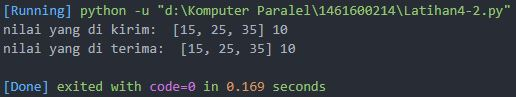 [Running] python -u "d:\Komputer Paralel\1461600214\Latihan4-2.py"
nilai yang di kirim:  [15, 25, 35] 10
nilai yang di terima:  [15, 25, 35] 10
[Done] exited with code=0 in 0.169 seconds